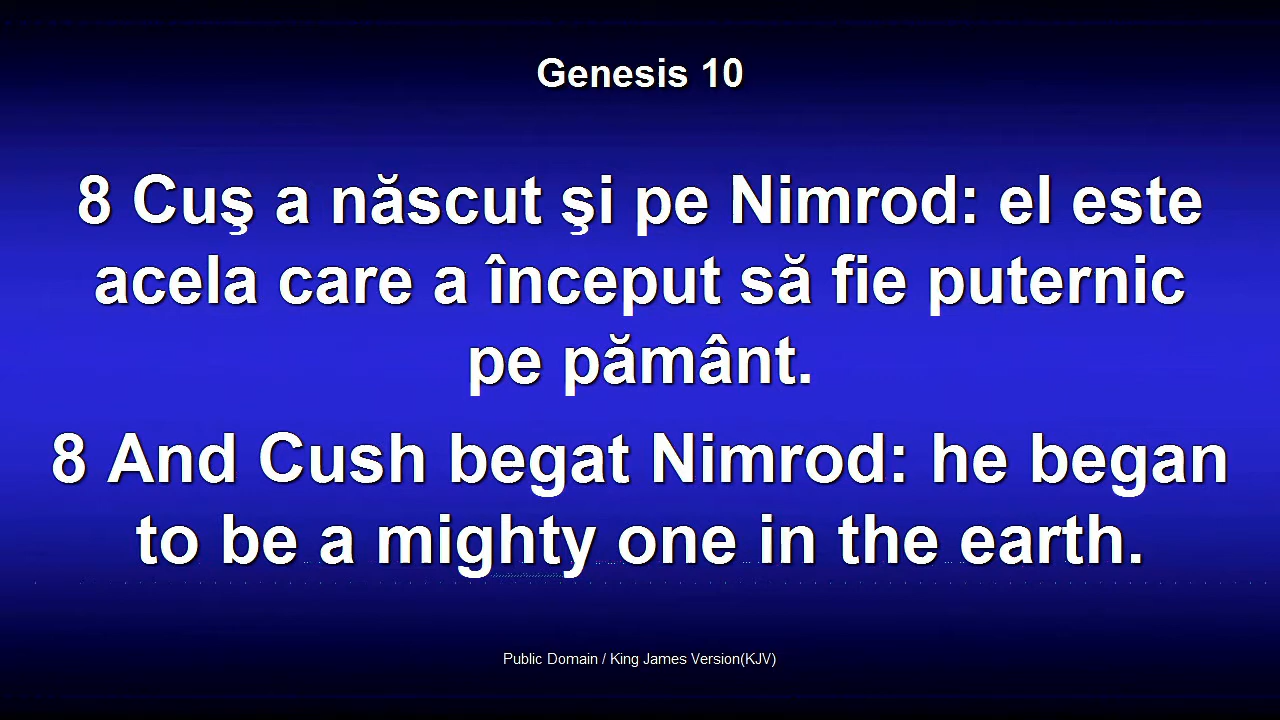 Genesis 10
8 Cuş a născut şi pe Nimrod: el este
acela care a început să fie puternic
pe pământ.
8 And Cush begat Nimrod: he began
to be a mighty one in the earth.
Public Domain / King James Version(KJV)